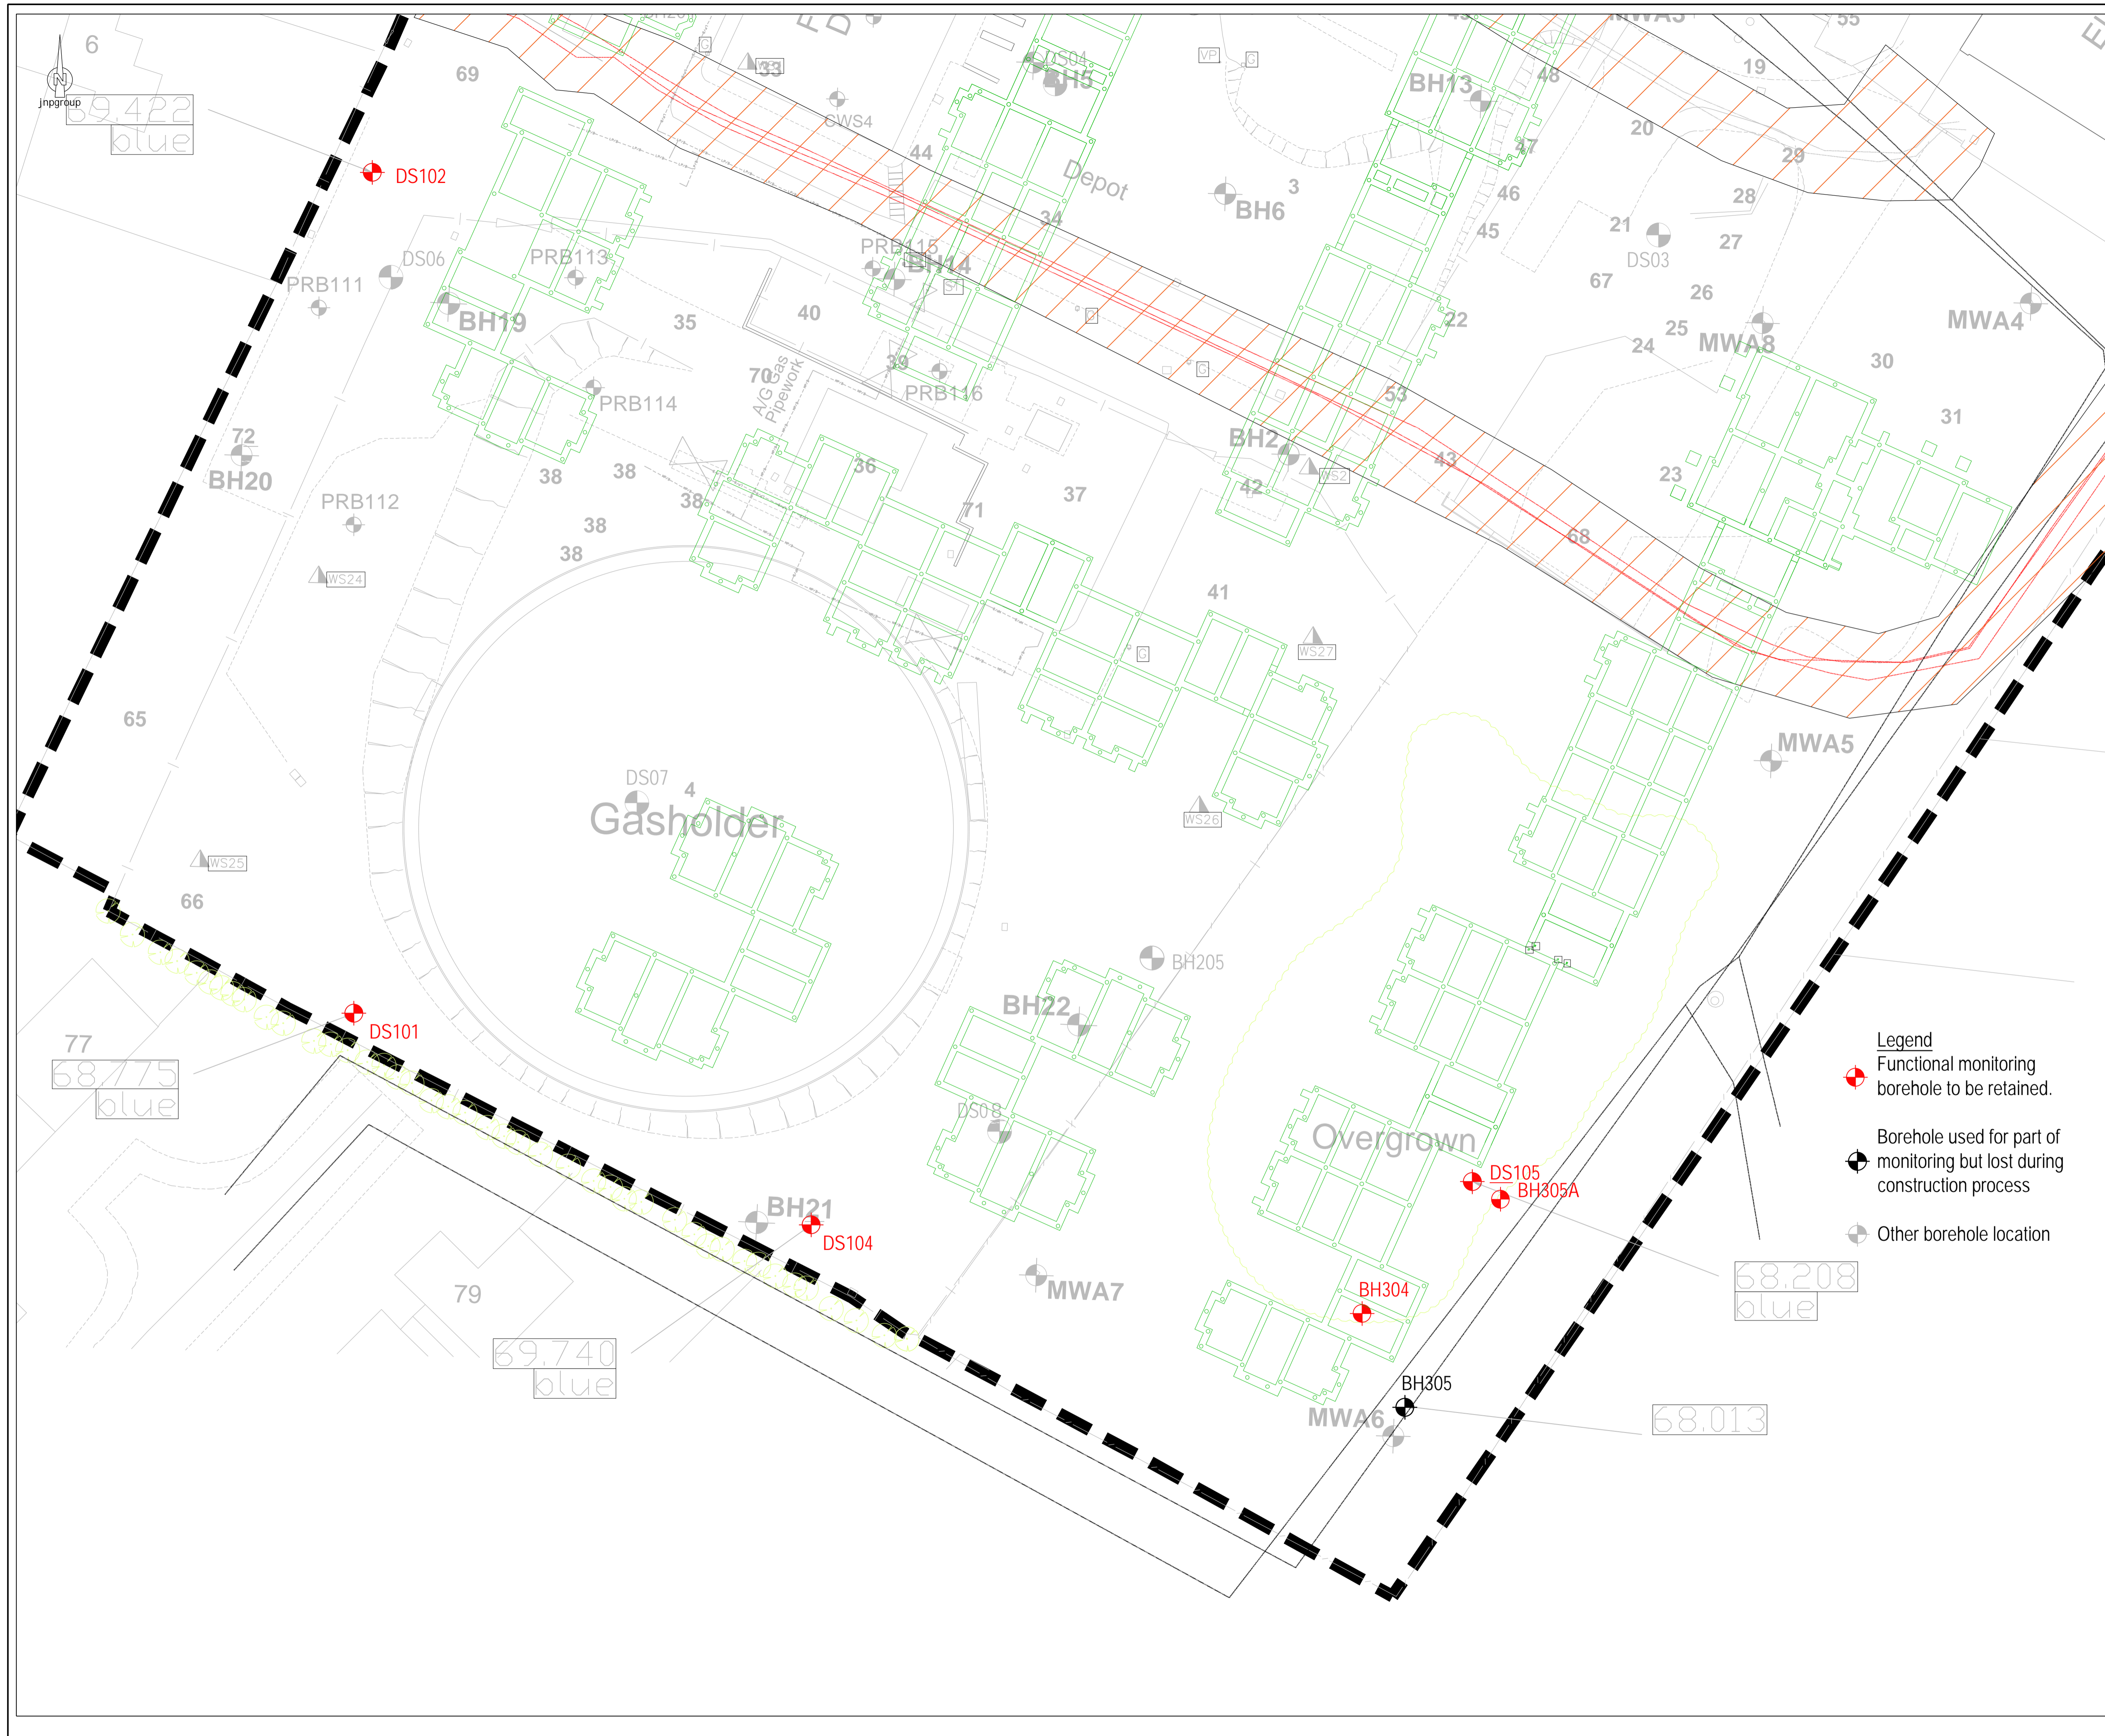 6
jnpgroup
69.422
blue
69
G
33
DS04
BH5
VP
G
BH13
48
55
19
CWS4
20
DS102
44
Depot
47
29
3
BH6
46
28
34
45
21
27
DS03
PRB115
DS06
PRB113
BH14
67
PRB111
26
ST
BH19
35
40
22
25
MWA4
24
MWA8
39
30
70
A/G Gas
Pipework
PRB116
53
PRB114
31
72
BH2
43
36
38
38
WS2
23
BH20
37
42
38
PRB112
71
38
68
38
WS24
41
WS27
G
65
MWA5
DS07
4
Gasholder
WS26
WS25
66
BH205
BH22
DS101
77
68.775
blue
DS08
Overgrown
Legend
Functional monitoring
borehole to be retained.
Borehole used for part of
monitoring but lost during
construction process
Other borehole location
DS105
BH305A
BH21
DS104
MWA7
68.208
blue
79
BH304
69.740
blue
BH305
MWA6
68.013